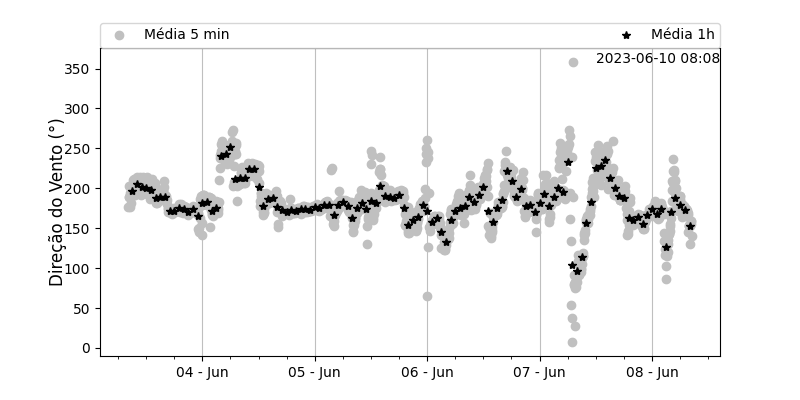 Média 5 min
Média 1h
2023-06-10 08:08
Direção do Vento (°)
350
300
250
200
150
100
50
0
04 - Jun
05 - Jun
06 - Jun
07 - Jun
08 - Jun